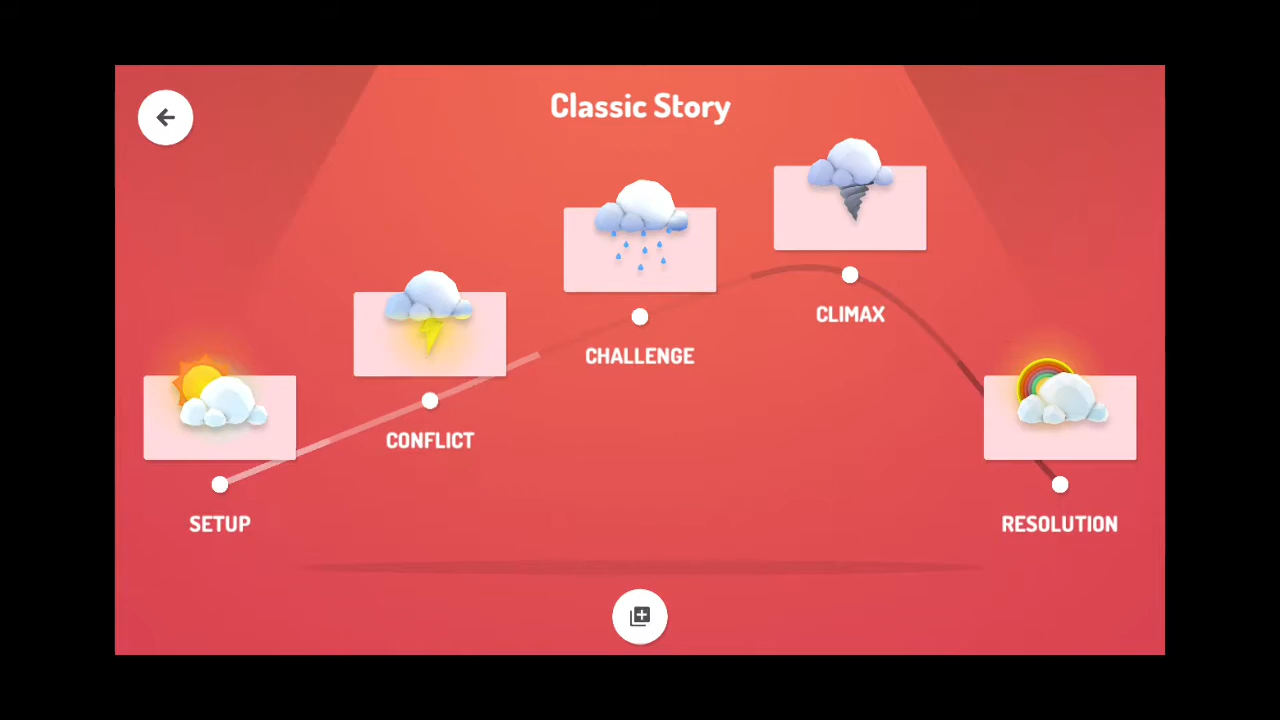 Classic Story
SETUP
CONFLICT
CHALLENGE
CLIMAX
RESOLUTION